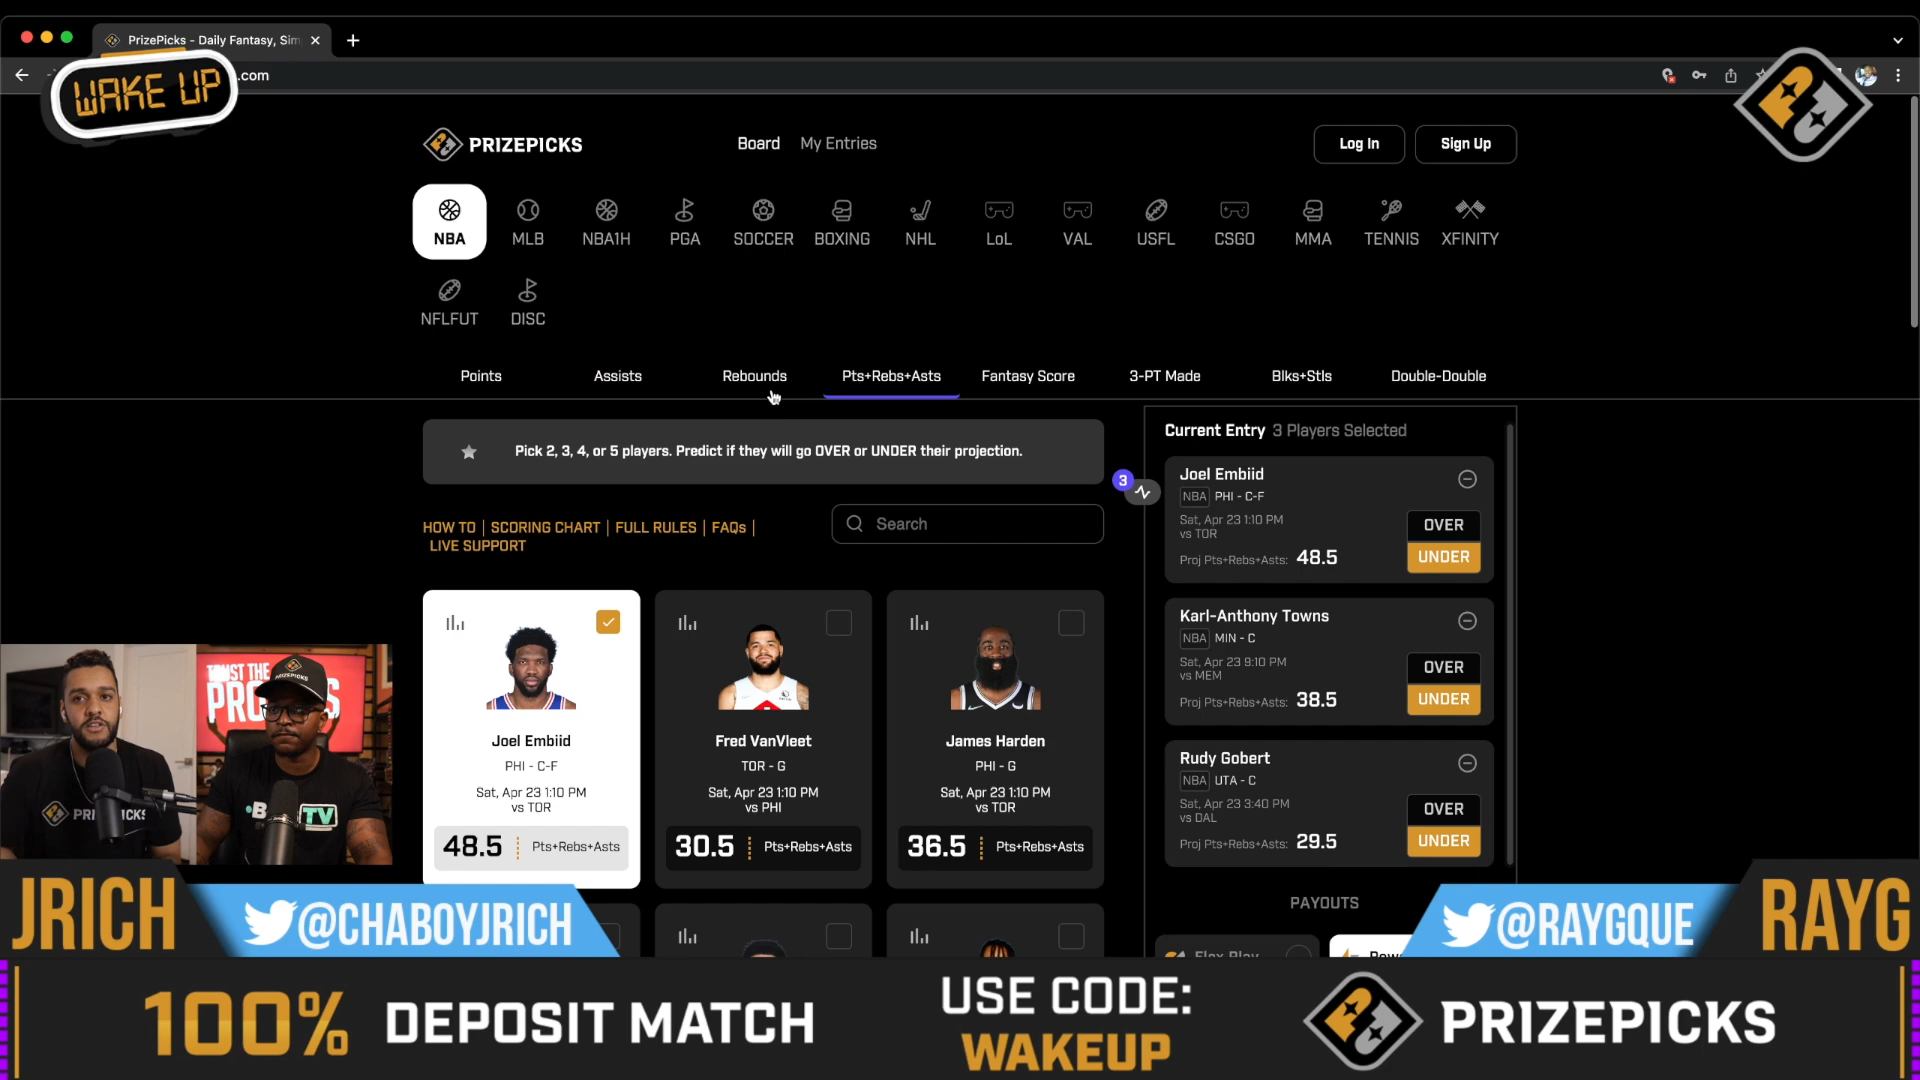 PrizePicks - Daily Fantasy, Sim
WAKE UP
.com
PRIZEPICKS
Board
My Entries
Log In
Sign Up
NBA
MLB
NBA1H
PGA
SOCCER
BOXING
NHL
LoL
VAL
USFL
CSGO
MMA
TENNIS
XFINITY
NFLFUT
DISC
Points
Assists
Rebounds
Pts+Rebs+Asts
Fantasy Score
3-PT Made
Blks+Stls
Double-Double
Pick 2, 3, 4, or 5 players. Predict if they will go OVER or UNDER their projection.
HOW TO | SCORING CHART | FULL RULES | FAQs |
LIVE SUPPORT
Search
Joel Embiid
PHI - C-F
Sat, Apr 23 1:10 PM
vs TOR
48.5
Pts+Rebs+Asts
Fred VanVleet
TOR - G
Sat, Apr 23 1:10 PM
vs PHI
30.5
Pts+Rebs+Asts
James Harden
PHI - G
Sat, Apr 23 1:10 PM
vs TOR
36.5
Pts+Rebs+Asts
3
Current Entry 3 Players Selected
Joel Embiid
NBA PHI - C-F
Sat, Apr 23 1:10 PM
vs TOR
Proj Pts+Rebs+Asts: 48.5
OVER
UNDER
Karl-Anthony Towns
NBA MIN - C
Sat, Apr 23 9:10 PM
vs MEM
Proj Pts+Rebs+Asts: 38.5
OVER
UNDER
Rudy Gobert
NBA UTA - C
Sat, Apr 23 3:40 PM
vs DAL
Proj Pts+Rebs+Asts: 29.5
OVER
UNDER
PAYOUTS
Flex Play
TRUST THE
PRIZEPICKS
TV
JRICH
@CHABOYJRICH
@RAYGQUE
RAYG
100% DEPOSIT MATCH
USE CODE:
WAKEUP
PRIZEPICKS